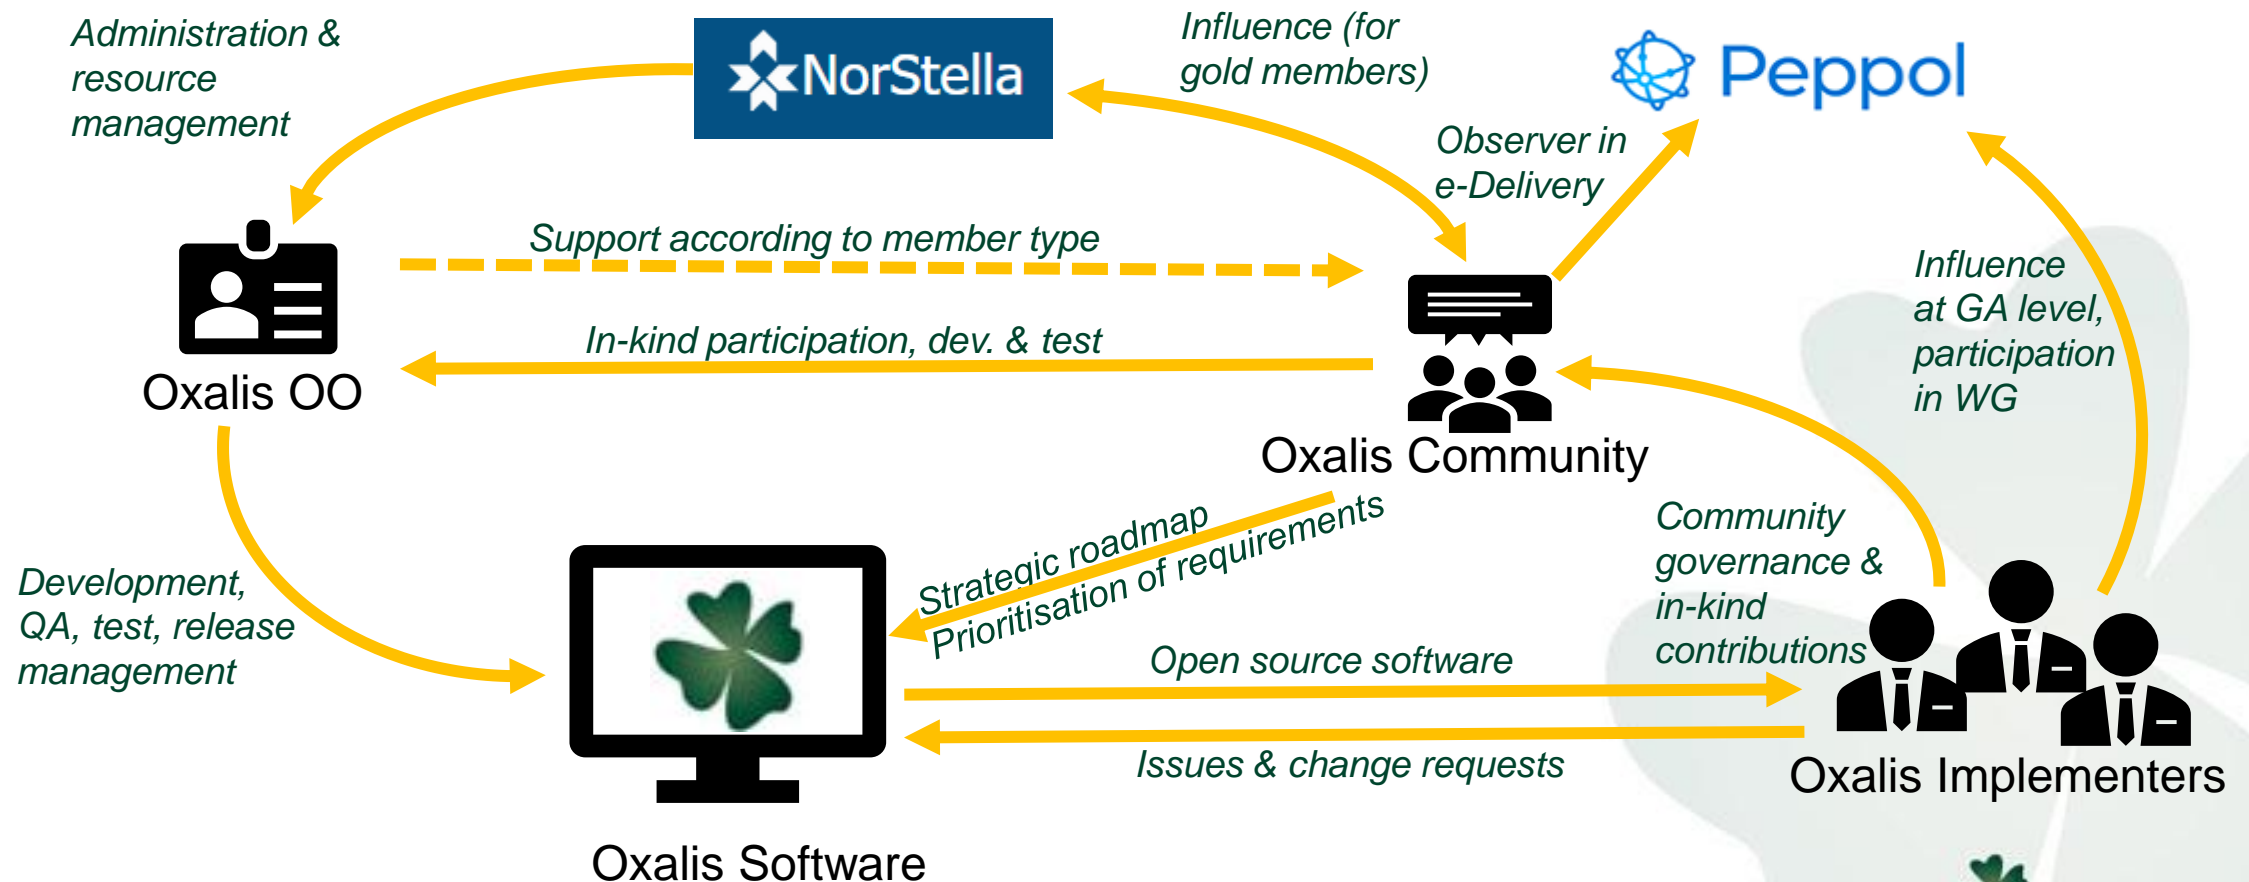 Administration &
resource
management
NorStella
Influence (for
gold members)
Peppol
Observer in
e-Delivery
Support according to member type
Influence
at GA level,
participation
in WG
In-kind participation, dev. & test
Oxalis OO
Oxalis Community
Strategic roadmap
Prioritisation of requirements
Community
governance &
in-kind
contributions
Development,
QA, test, release
management
Open source software
Issues & change requests
Oxalis Implementers
Oxalis Software